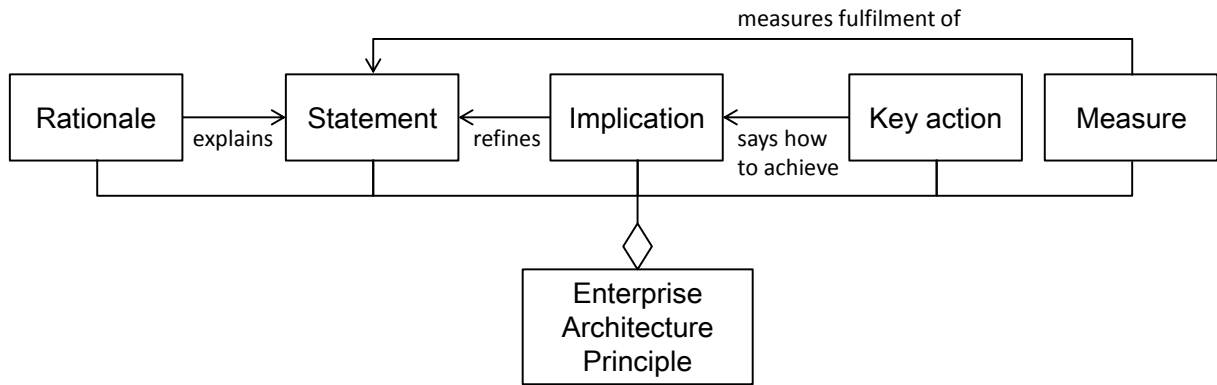 measures fulfilment of
Rationale
explains
Statement
refines
Implication
says how
to achieve
Key action
Measure
Enterprise
Architecture
Principle